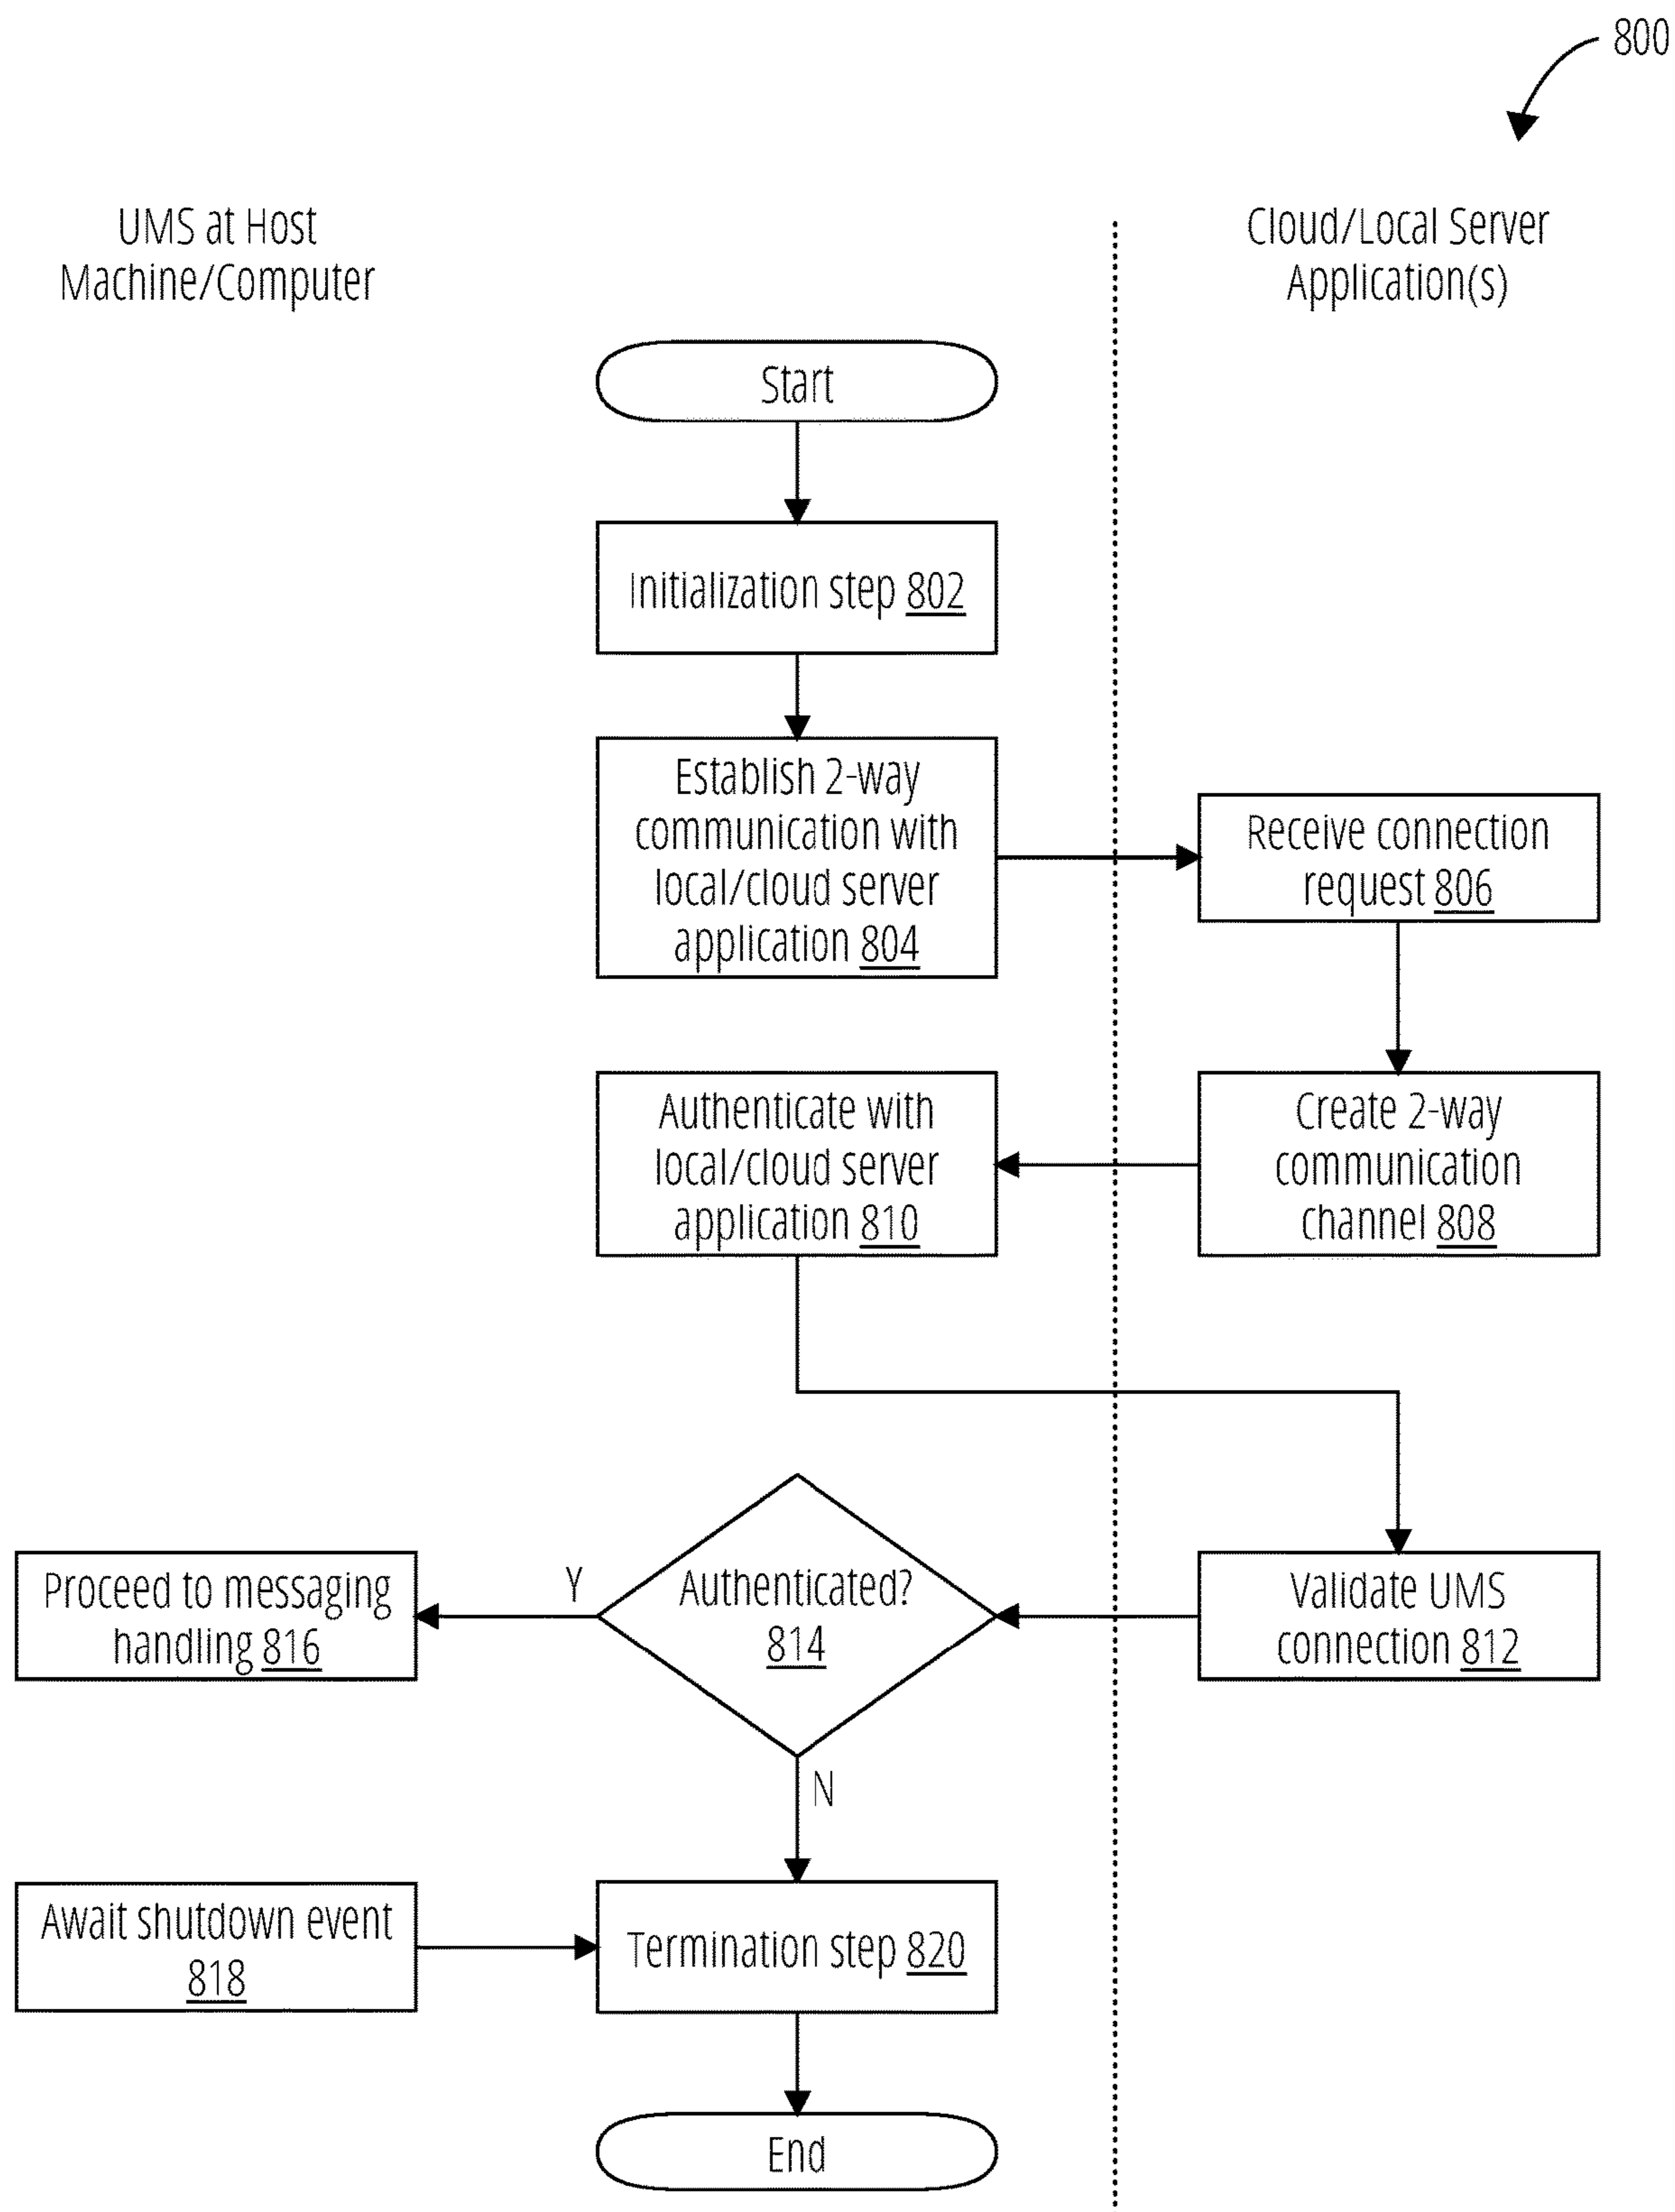 800
UMS at Host
Machine/Computer
Cloud/Local Server
Application(s)
Start
Initialization step 802
Establish 2-way
communication with
local/cloud server
application 804
Receive connection
request 806
Create 2-way
communication
channel 808
Authenticate with
local/cloud server
application 810
Validate UMS
connection 812
Authenticated?
814
Y
Proceed to messaging
handling 816
N
Await shutdown event
818
Termination step 820
End